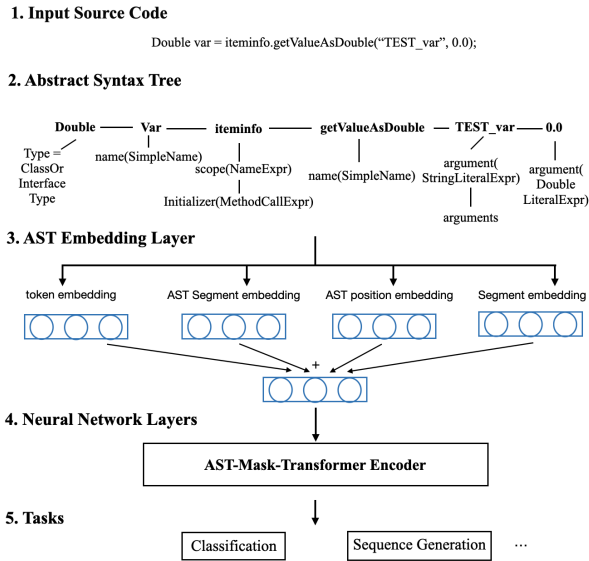 1. Input Source Code
Double var = iteminfo.getValueAsDouble(“TEST_var”, 0.0);
2. Abstract Syntax Tree
Double Var iteminfo getValueAsDouble TEST_var 0.0
Type =
ClassOr
Interface
Type
name(SimpleName)
scope(NameExpr)
Initializer(MethodCallExpr)
name(SimpleName)
argument(
StringLiteralExpr)
arguments
argument(
Double
LiteralExpr)
3. AST Embedding Layer
token embedding
AST Segment embedding
AST position embedding
Segment embedding
+
4. Neural Network Layers
AST-Mask-Transformer Encoder
5. Tasks
Classification
Sequence Generation
...